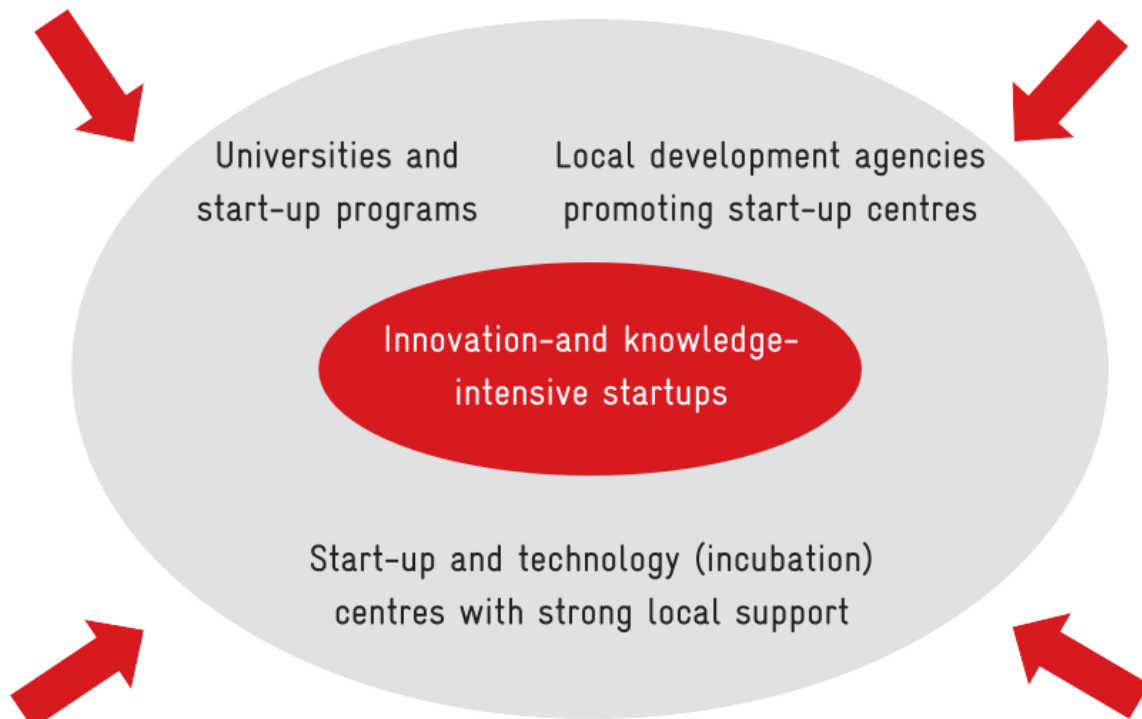 Universities and
start-up programs
Local development agencies
promoting start-up centres
Innovation-and knowledge-
intensive startups
Start-up and technology (incubation)
centres with strong local support